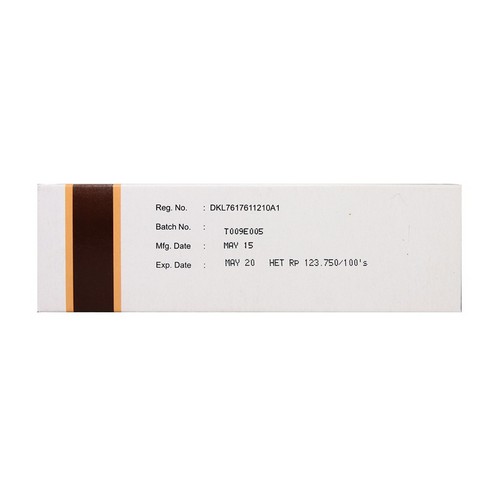 Reg. No. : DKL7617611210A1
Batch No. : T009E005
Mfg. Date : MAY 15
Exp. Date : MAY 20 HET Rp 123.750/100's